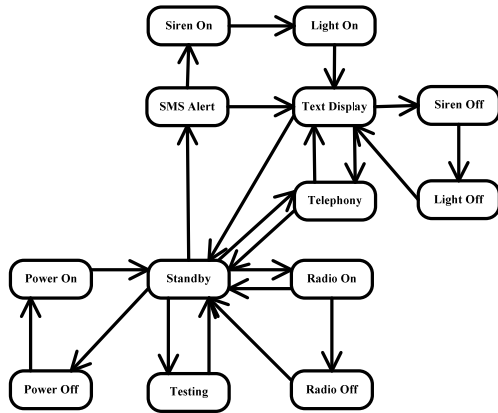 Siren On
Light On
SMS Alert
Text Display
Siren Off
Telephony
Light Off
Power On
Standby
Radio On
Power Off
Testing
Radio Off